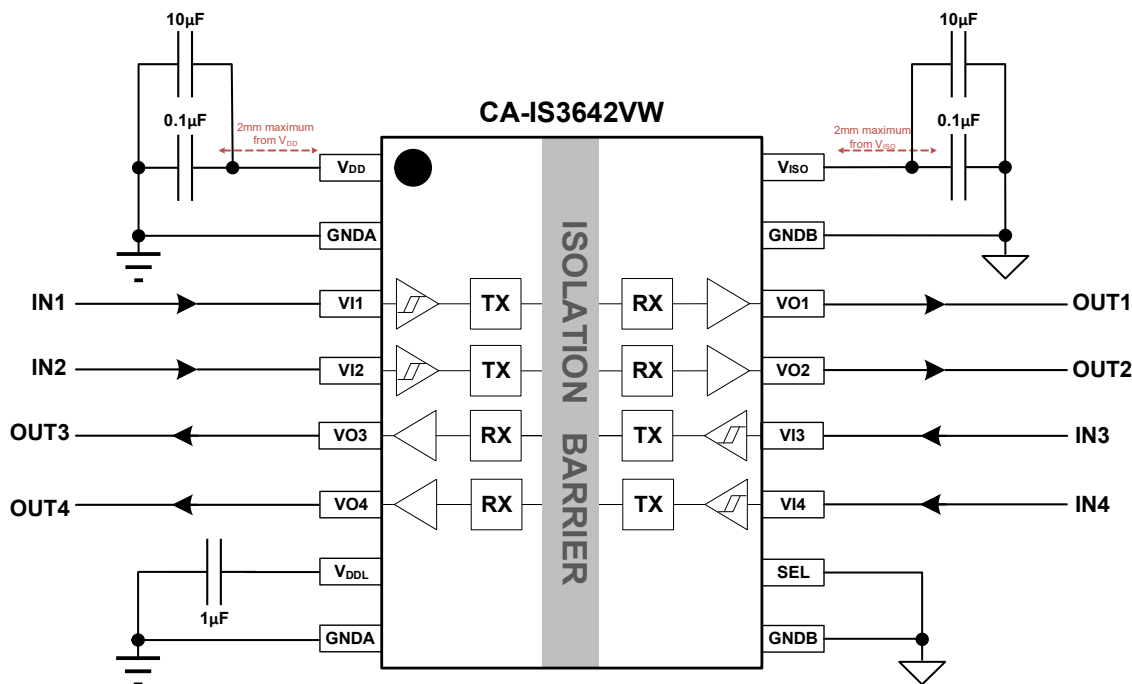 10µF
10µF
0.1µF
2mm maximum
from VDD
CA-IS3642VW
2mm maximum
from VISO
0.1µF
VDD
VISO
GNDA
GNDB
IN1
VI1
TX
RX
VO1
OUT1
IN2
VI2
TX
RX
VO2
OUT2
OUT3
VO3
RX
TX
VI3
IN3
OUT4
VO4
RX
TX
VI4
IN4
ISOLATION BARRIER
VDDL
SEL
1µF
GNDA
GNDB